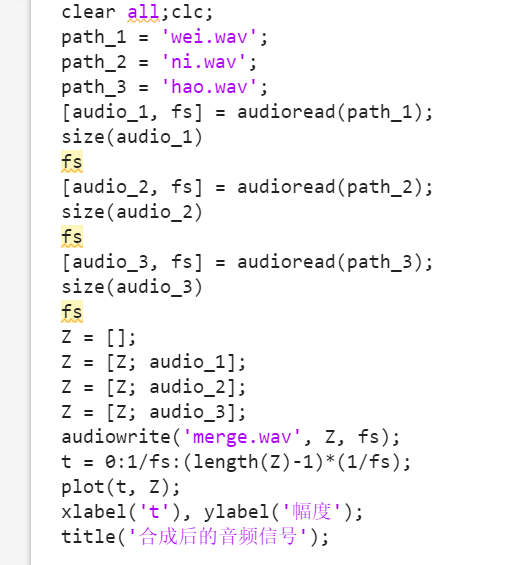 clear all;clc;
path_1 = 'wei.wav';
path_2 = 'ni.wav';
path_3 = 'hao.wav';
[audio_1, fs] = audioread(path_1);
size(audio_1)
fs
[audio_2, fs] = audioread(path_2);
size(audio_2)
fs
[audio_3, fs] = audioread(path_3);
size(audio_3)
fs
Z = [];
Z = [Z; audio_1];
Z = [Z; audio_2];
Z = [Z; audio_3];
audiowrite('merge.wav', Z, fs);
t = 0:1/fs:(length(Z)-1)*(1/fs);
plot(t, Z);
xlabel('t'), ylabel('幅度');
title('合成后的音频信号');